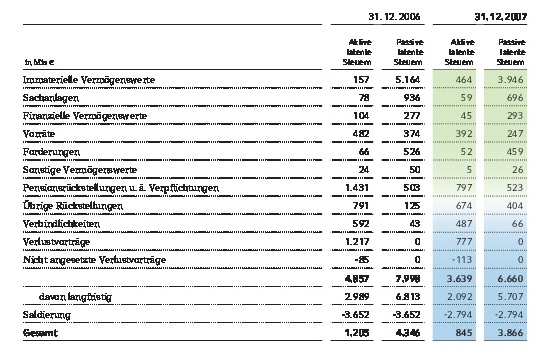 31.12.2006 31.12.2007
in Mio € Aktive latente Steuern Passive latente Steuern Aktive latente Steuern Passive latente Steuern
Immaterielle Vermögenswerte 157 5.164 464 3.946
Sachanlagen 78 936 59 696
Finanzielle Vermögenswerte 104 277 45 293
Vorräte 482 374 392 247
Forderungen 66 526 52 459
Sonstige Vermögenswerte 24 50 5 26
Pensionsrückstellungen u. ä. Verpflichtungen 1.431 503 797 523
Übrige Rückstellungen 791 125 674 404
Verbindlichkeiten 592 43 487 66
Verlustvorträge 1.217 0 777 0
Nicht angesetzte Verlustvorträge -85 0 -113 0
4.857 7.998 3.639 6.660
davon langfristig 2.989 6.813 2.092 5.707
Saldierung -3.652 -3.652 -2.794 -2.794
Gesamt 1.205 4.346 845 3.866